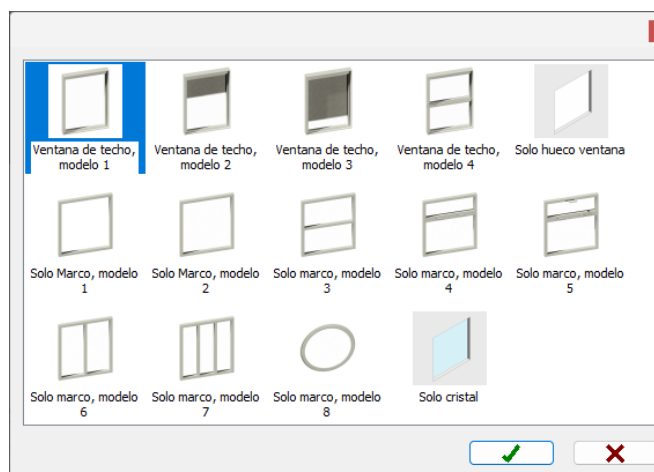 Ventana de techo,
modelo 1
Ventana de techo,
modelo 2
Ventana de techo,
modelo 3
Ventana de techo,
modelo 4
Solo hueco ventana
Solo Marco, modelo
1
Solo Marco, modelo
2
Solo marco, modelo
3
Solo marco, modelo
4
Solo marco, modelo
5
Solo marco, modelo
6
Solo marco, modelo
7
Solo marco, modelo
8
Solo cristal